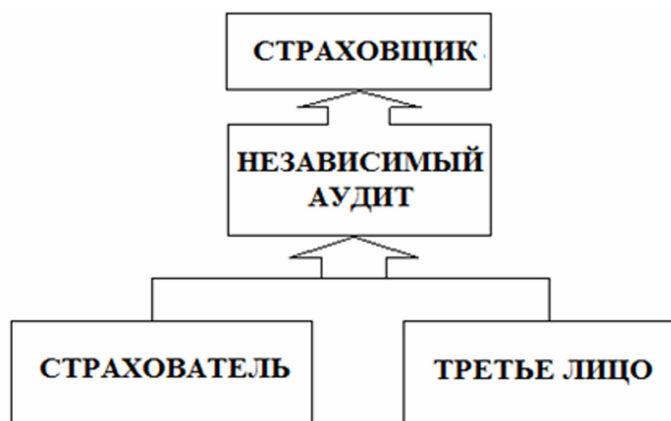 СТРАХОВЩИК
НЕЗАВИСИМЫЙ
АУДИТ
СТРАХОВАТЕЛЬ
ТРЕТЬЕ ЛИЦО